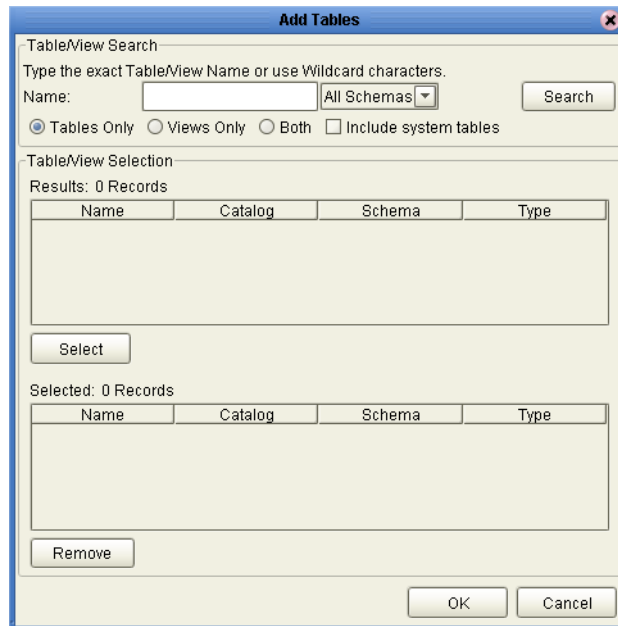 Add Tables
Table/View Search
Type the exact Table/View Name or use Wildcard characters.
Name: All Schemas Search
Tables Only Views Only Both Include system tables
Table/View Selection
Results: 0 Records
Name Catalog Schema Type
Select
Selected: 0 Records
Name Catalog Schema Type
Remove
OK Cancel